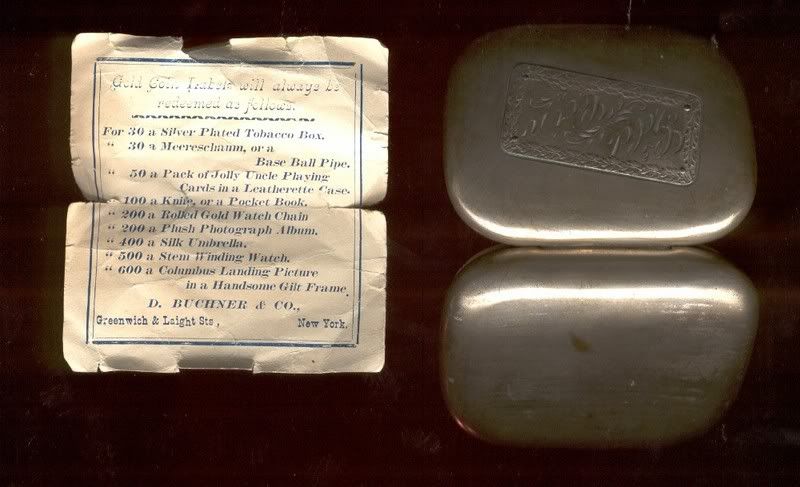 Gold Coin Labels will always be
redeemed as follows.
For 30 a Silver Plated Tobacco Box.
" 30 a Meereschaum, or a
Base Ball Pipe.
" 50 a Pack of Jolly Uncle Playing
Cards in a Leatherette Case.
" 100 a Knife, or a Pocket Book.
" 200 a Rolled Gold Watch Chain
" 200 a Plush Photograph Album.
" 400 a Silk Umbrella.
" 500 a Stem Winding Watch.
" 600 a Columbus Landing Picture
in a Handsome Gilt Frame.
D. BUCHNER & CO.,
Greenwich & Laight Sts, New York.